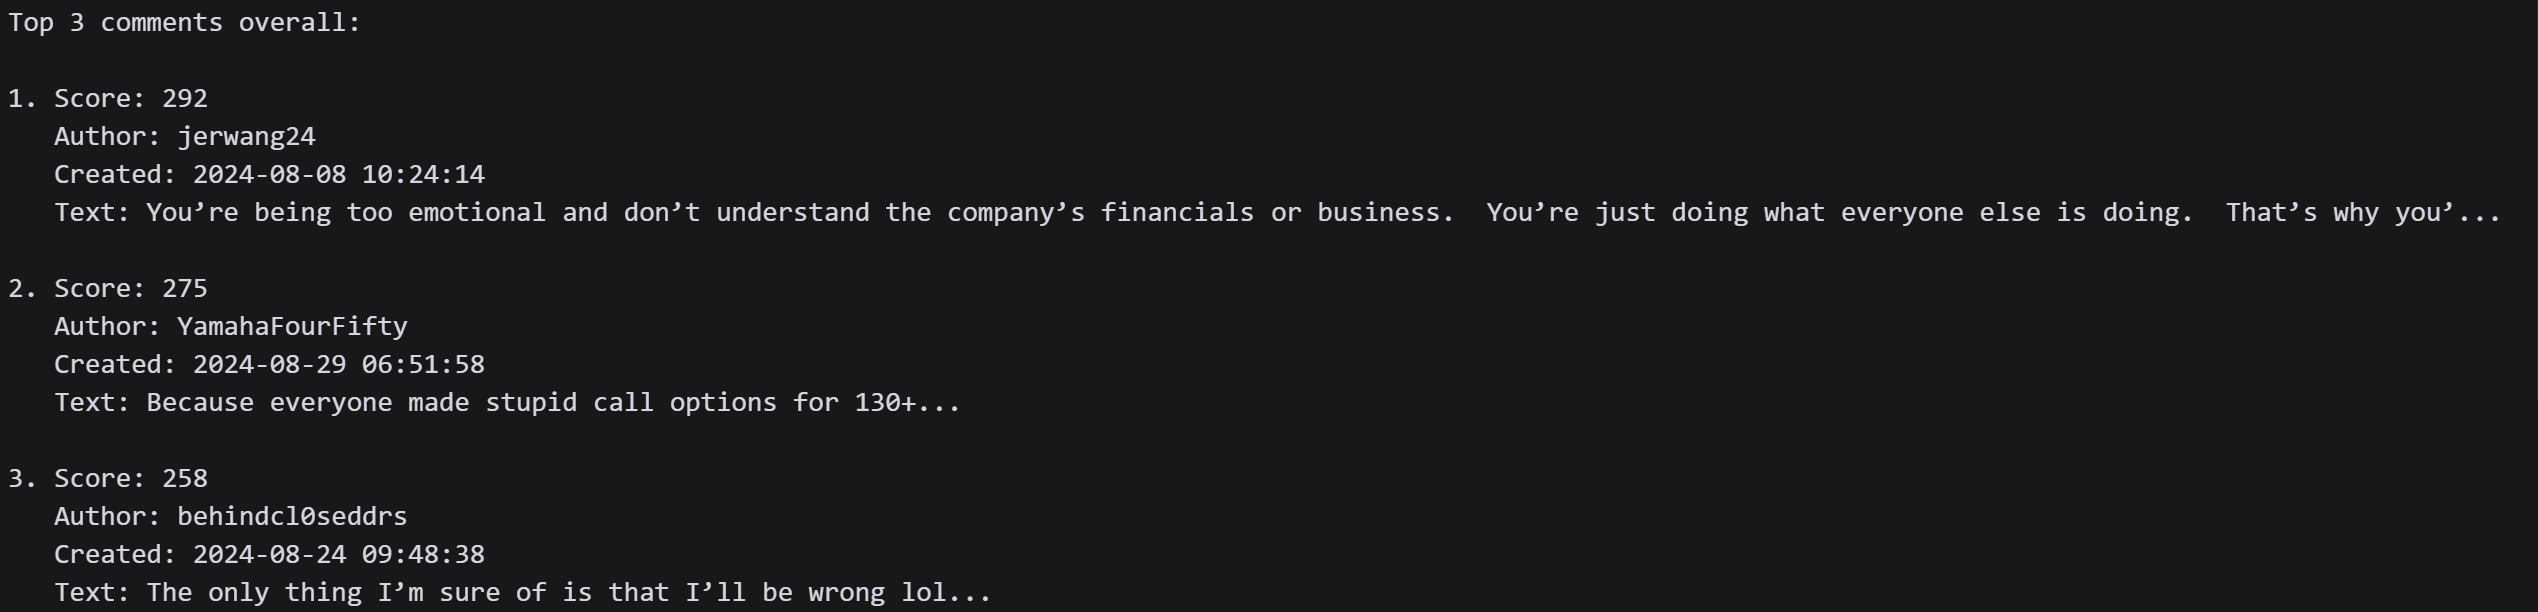 Top 3 comments overall:
1. Score: 292
Author: jerwang24
Created: 2024-08-08 10:24:14
Text: You’re being too emotional and don’t understand the company’s financials or business.  You’re just doing what everyone else is doing.  That’s why you’...
2. Score: 275
Author: YamahaFourFifty
Created: 2024-08-29 06:51:58
Text: Because everyone made stupid call options for 130+...
3. Score: 258
Author: behindcl0seddrs
Created: 2024-08-24 09:48:38
Text: The only thing I’m sure of is that I’ll be wrong lol...